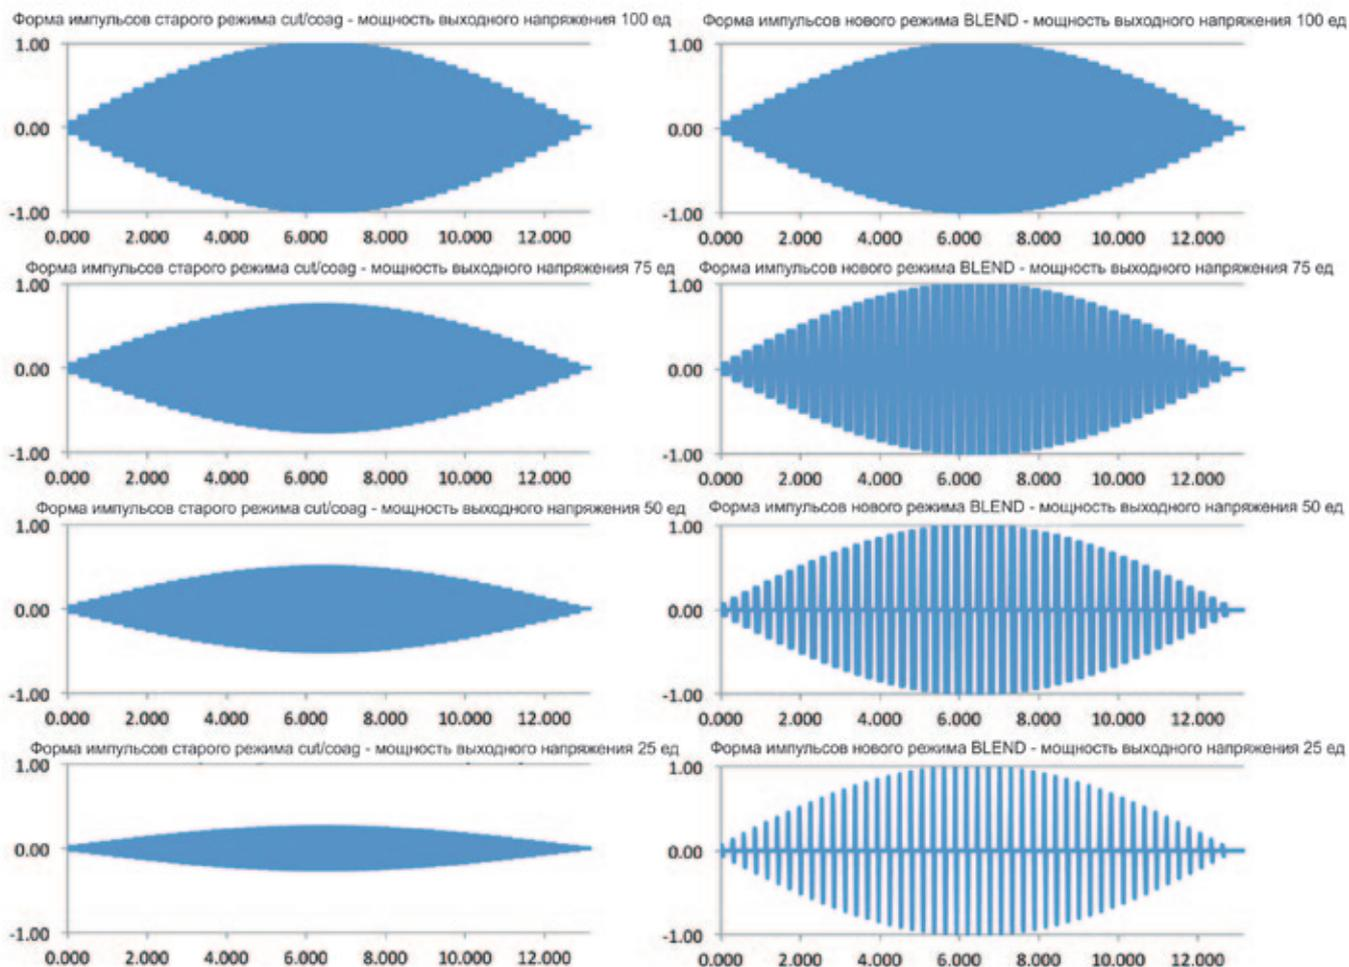 Форма импульсов старого режима cut/coag - мощность выходного напряжения 100 ед
1.00
0.00
-1.00
0.000 2.000 4.000 6.000 8.000 10.000 12.000
Форма импульсов нового режима BLEND - мощность выходного напряжения 100 ед
1.00
0.00
-1.00
0.000 2.000 4.000 6.000 8.000 10.000 12.000
Форма импульсов старого режима cut/coag - мощность выходного напряжения 75 ед
1.00
0.00
-1.00
0.000 2.000 4.000 6.000 8.000 10.000 12.000
Форма импульсов нового режима BLEND - мощность выходного напряжения 75 ед
1.00
0.00
-1.00
0.000 2.000 4.000 6.000 8.000 10.000 12.000
Форма импульсов старого режима cut/coag - мощность выходного напряжения 50 ед
1.00
0.00
-1.00
0.000 2.000 4.000 6.000 8.000 10.000 12.000
Форма импульсов нового режима BLEND - мощность выходного напряжения 50 ед
1.00
0.00
-1.00
0.000 2.000 4.000 6.000 8.000 10.000 12.000
Форма импульсов старого режима cut/coag - мощность выходного напряжения 25 ед
1.00
0.00
-1.00
0.000 2.000 4.000 6.000 8.000 10.000 12.000
Форма импульсов нового режима BLEND - мощность выходного напряжения 25 ед
1.00
0.00
-1.00
0.000 2.000 4.000 6.000 8.000 10.000 12.000